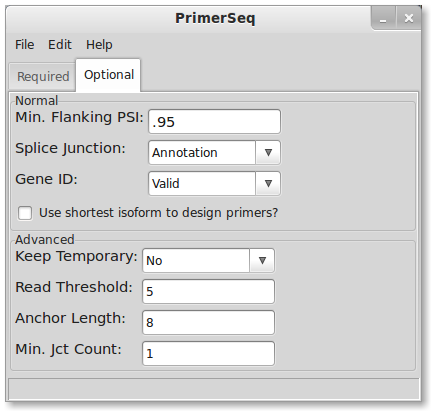 PrimerSeq
File Edit Help
Required Optional
Normal
Min. Flanking PSI: .95
Splice Junction: Annotation
Gene ID: Valid
Use shortest isoform to design primers?
Advanced
Keep Temporary: No
Read Threshold: 5
Anchor Length: 8
Min. Jct Count: 1